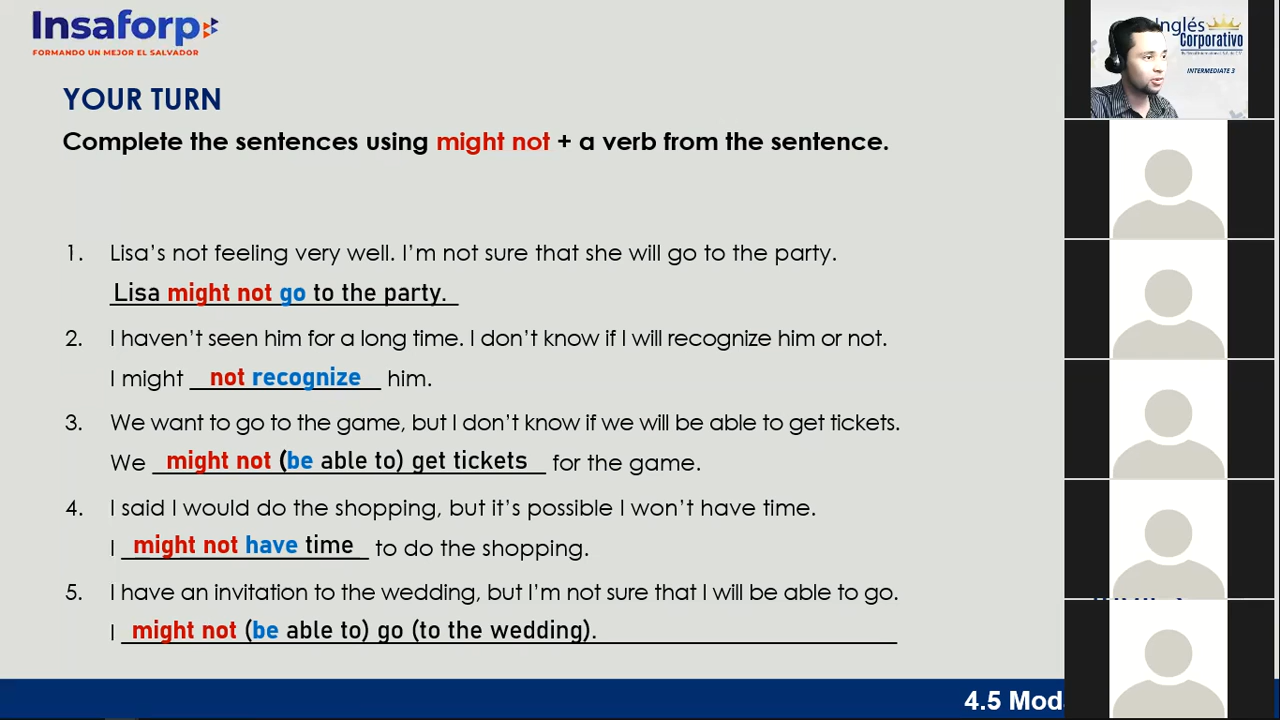 Insaforp
FORMANDO UN MEJOR EL SALVADOR
YOUR TURN
Complete the sentences using might not + a verb from the sentence.
1. Lisa’s not feeling very well. I’m not sure that she will go to the party.
Lisa might not go to the party.
2. I haven’t seen him for a long time. I don’t know if I will recognize him or not.
I might not recognize him.
3. We want to go to the game, but I don’t know if we will be able to get tickets.
We might not (be able to) get tickets for the game.
4. I said I would do the shopping, but it’s possible I won’t have time.
I might not have time to do the shopping.
5. I have an invitation to the wedding, but I’m not sure that I will be able to go.
I might not (be able to) go (to the wedding).
4.5 Mod
Inglés
Corporativo
INTERMEDIATE 3